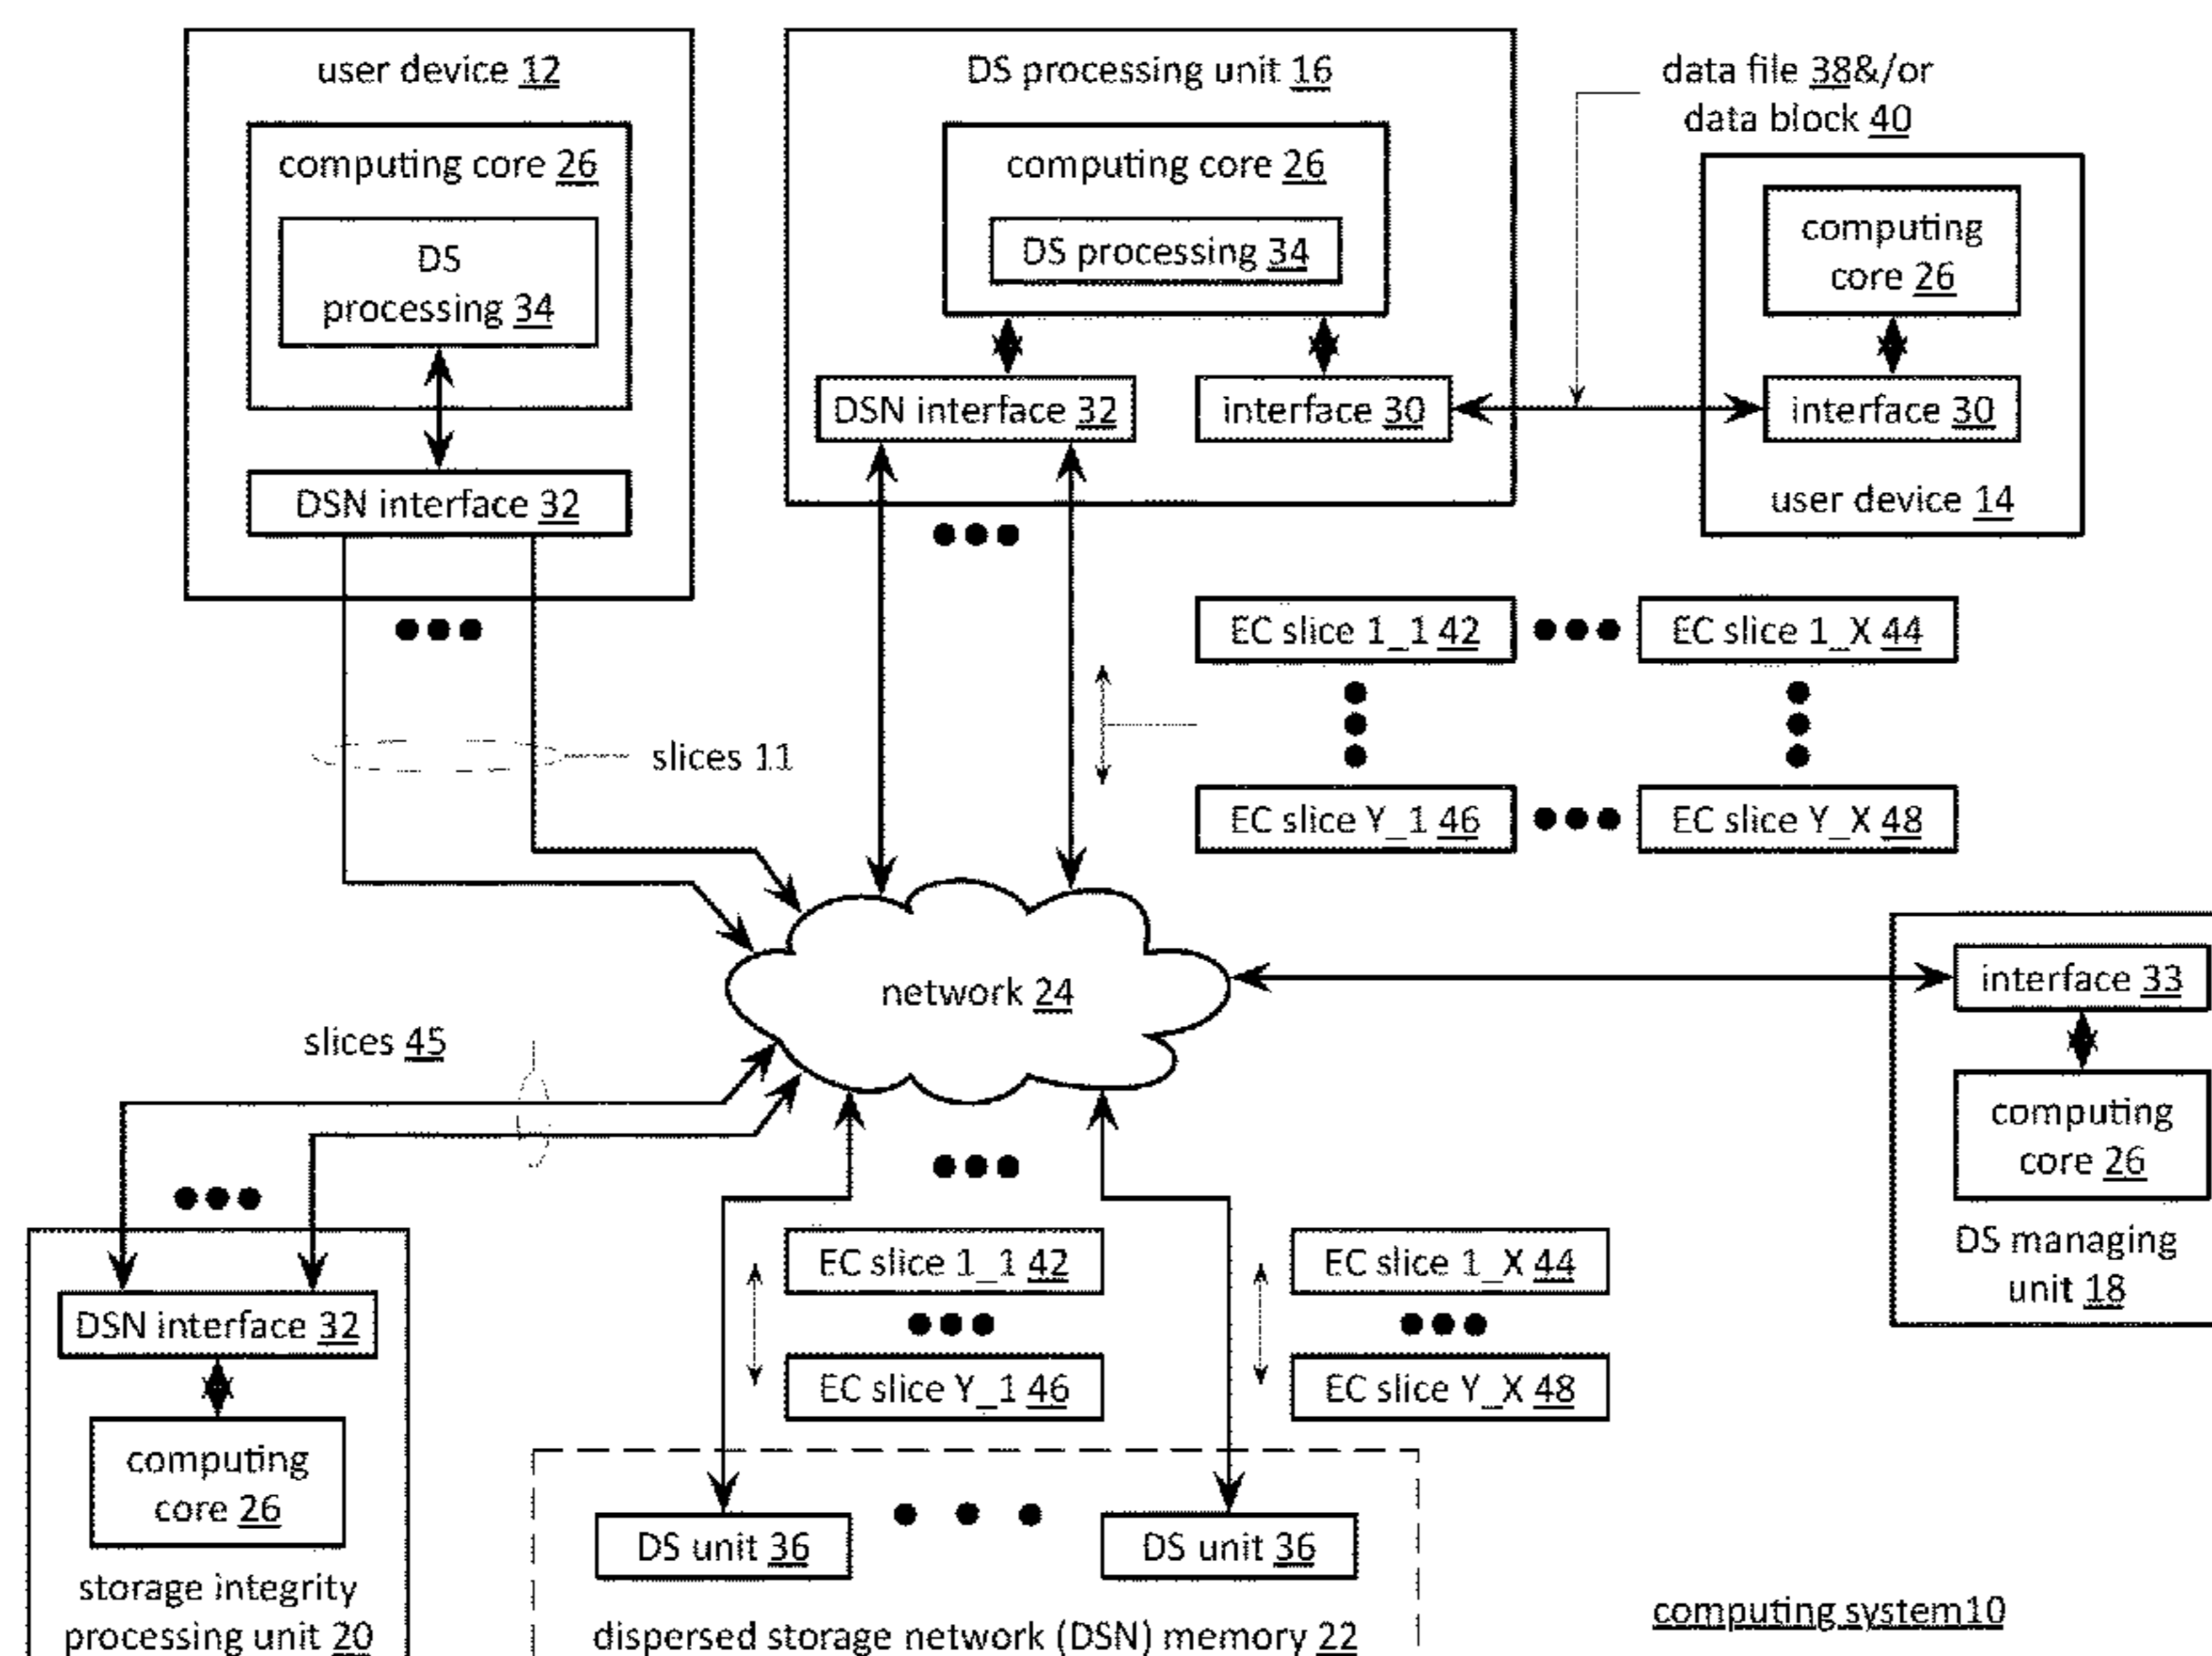 user device 12
computing core 26
DS
processing 34
DSN interface 32
DS processing unit 16
computing core 26
DS processing 34
DSN interface 32
interface 30
data file 38&/or
data block 40
computing
core 26
interface 30
user device 14
EC slice 1_1 42
EC slice 1_X 44
EC slice Y_1 46
EC slice Y_X 48
slices 11
network 24
interface 33
computing
core 26
DS managing
unit 18
slices 45
DSN interface 32
computing
core 26
storage integrity
processing unit 20
EC slice 1_1 42
EC slice Y_1 46
EC slice 1_X 44
EC slice Y_X 48
DS unit 36
DS unit 36
dispersed storage network (DSN) memory 22
computing system10